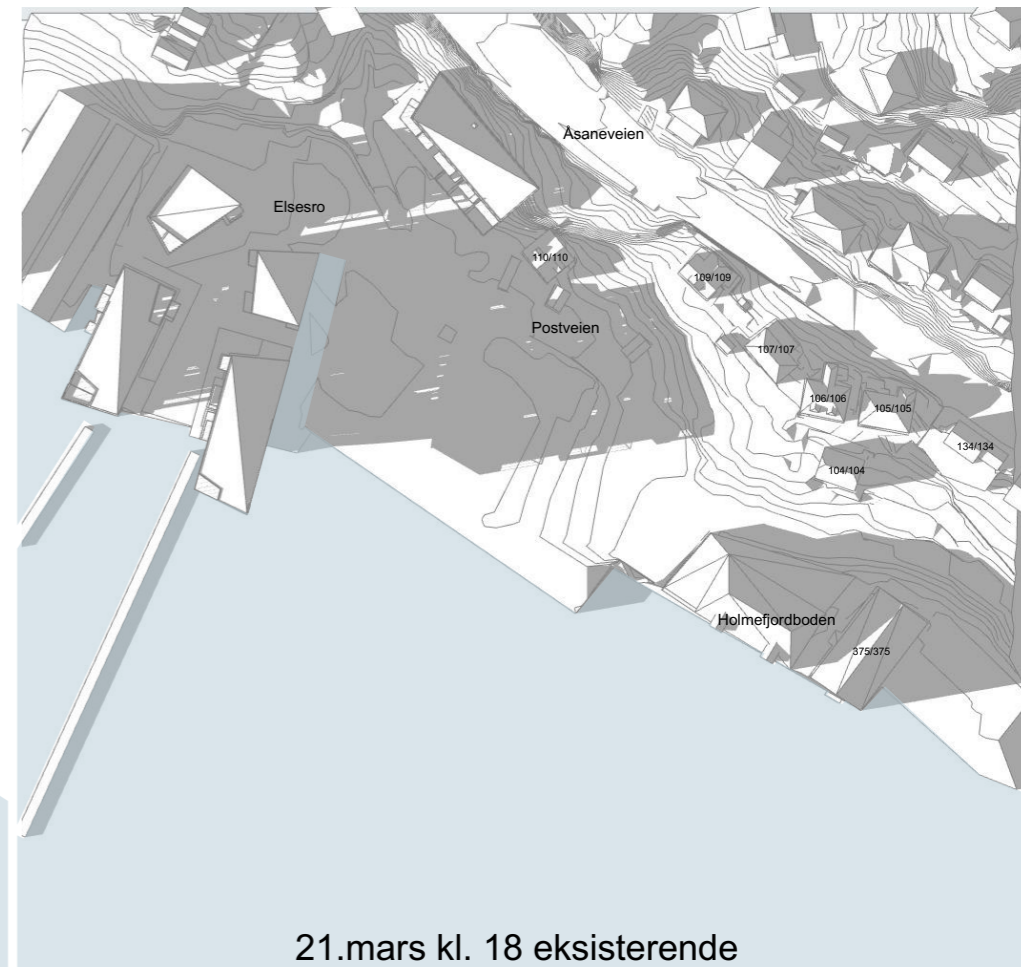 Åsaneveien
Elsesro
110/110
109/109
Postveien
107/107
106/106
105/105
134/134
104/104
Holmefjordboden
375/375
21.mars kl. 18 eksisterende